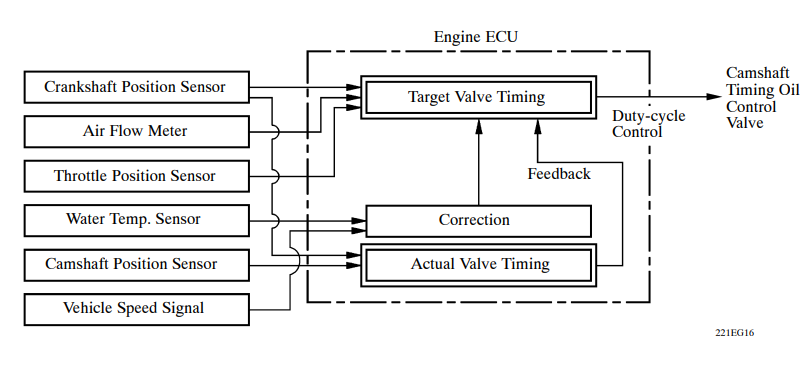 Engine ECU
Crankshaft Position Sensor
Target Valve Timing
Camshaft
Timing Oil
Control
Valve
Air Flow Meter
Duty-cycle
Control
Throttle Position Sensor
Feedback
Water Temp. Sensor
Correction
Camshaft Position Sensor
Actual Valve Timing
Vehicle Speed Signal
221EG16